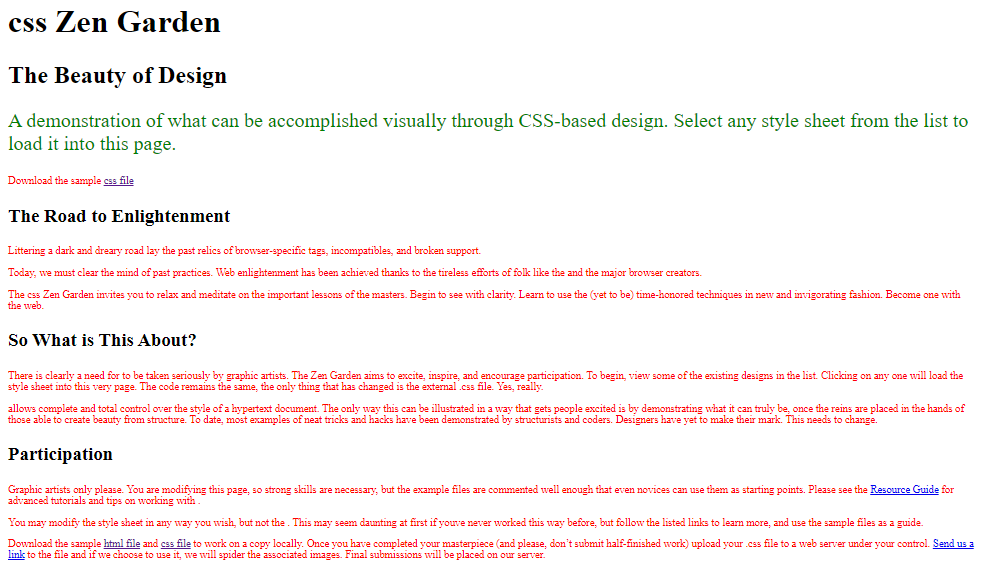 css Zen Garden
The Beauty of Design
A demonstration of what can be accomplished visually through CSS-based design. Select any style sheet from the list to
load it into this page.
Download the sample css file
The Road to Enlightenment
Littering a dark and dreary road lay the past relics of browser-specific tags, incompatibles, and broken support.
Today, we must clear the mind of past practices. Web enlightenment has been achieved thanks to the tireless efforts of folk like the and the major browser creators.
The css Zen Garden invites you to relax and meditate on the important lessons of the masters. Begin to see with clarity. Learn to use the (yet to be) time-honored techniques in new and invigorating fashion. Become one with
the web.
So What is This About?
There is clearly a need for to be taken seriously by graphic artists. The Zen Garden aims to excite, inspire, and encourage participation. To begin, view some of the existing designs in the list. Clicking on any one will load the
style sheet into this very page. The code remains the same, the only thing that has changed is the external .css file. Yes, really.
allows complete and total control over the style of a hypertext document. The only way this can be illustrated in a way that gets people excited is by demonstrating what it can truly be, once the reins are placed in the hands of
those able to create beauty from structure. To date, most examples of neat tricks and hacks have been demonstrated by structurists and coders. Designers have yet to make their mark. This needs to change.
Participation
Graphic artists only please. You are modifying this page, so strong skills are necessary, but the example files are commented well enough that even novices can use them as starting points. Please see the Resource Guide for
advanced tutorials and tips on working with .
You may modify the style sheet in any way you wish, but not the . This may seem daunting at first if youve never worked this way before, but follow the listed links to learn more, and use the sample files as a guide.
Download the sample html file and css file to work on a copy locally. Once you have completed your masterpiece (and please, don't submit half-finished work) upload your .css file to a web server under your control. Send us a
link to the file and if we choose to use it, we will spider the associated images. Final submissions will be placed on our server.